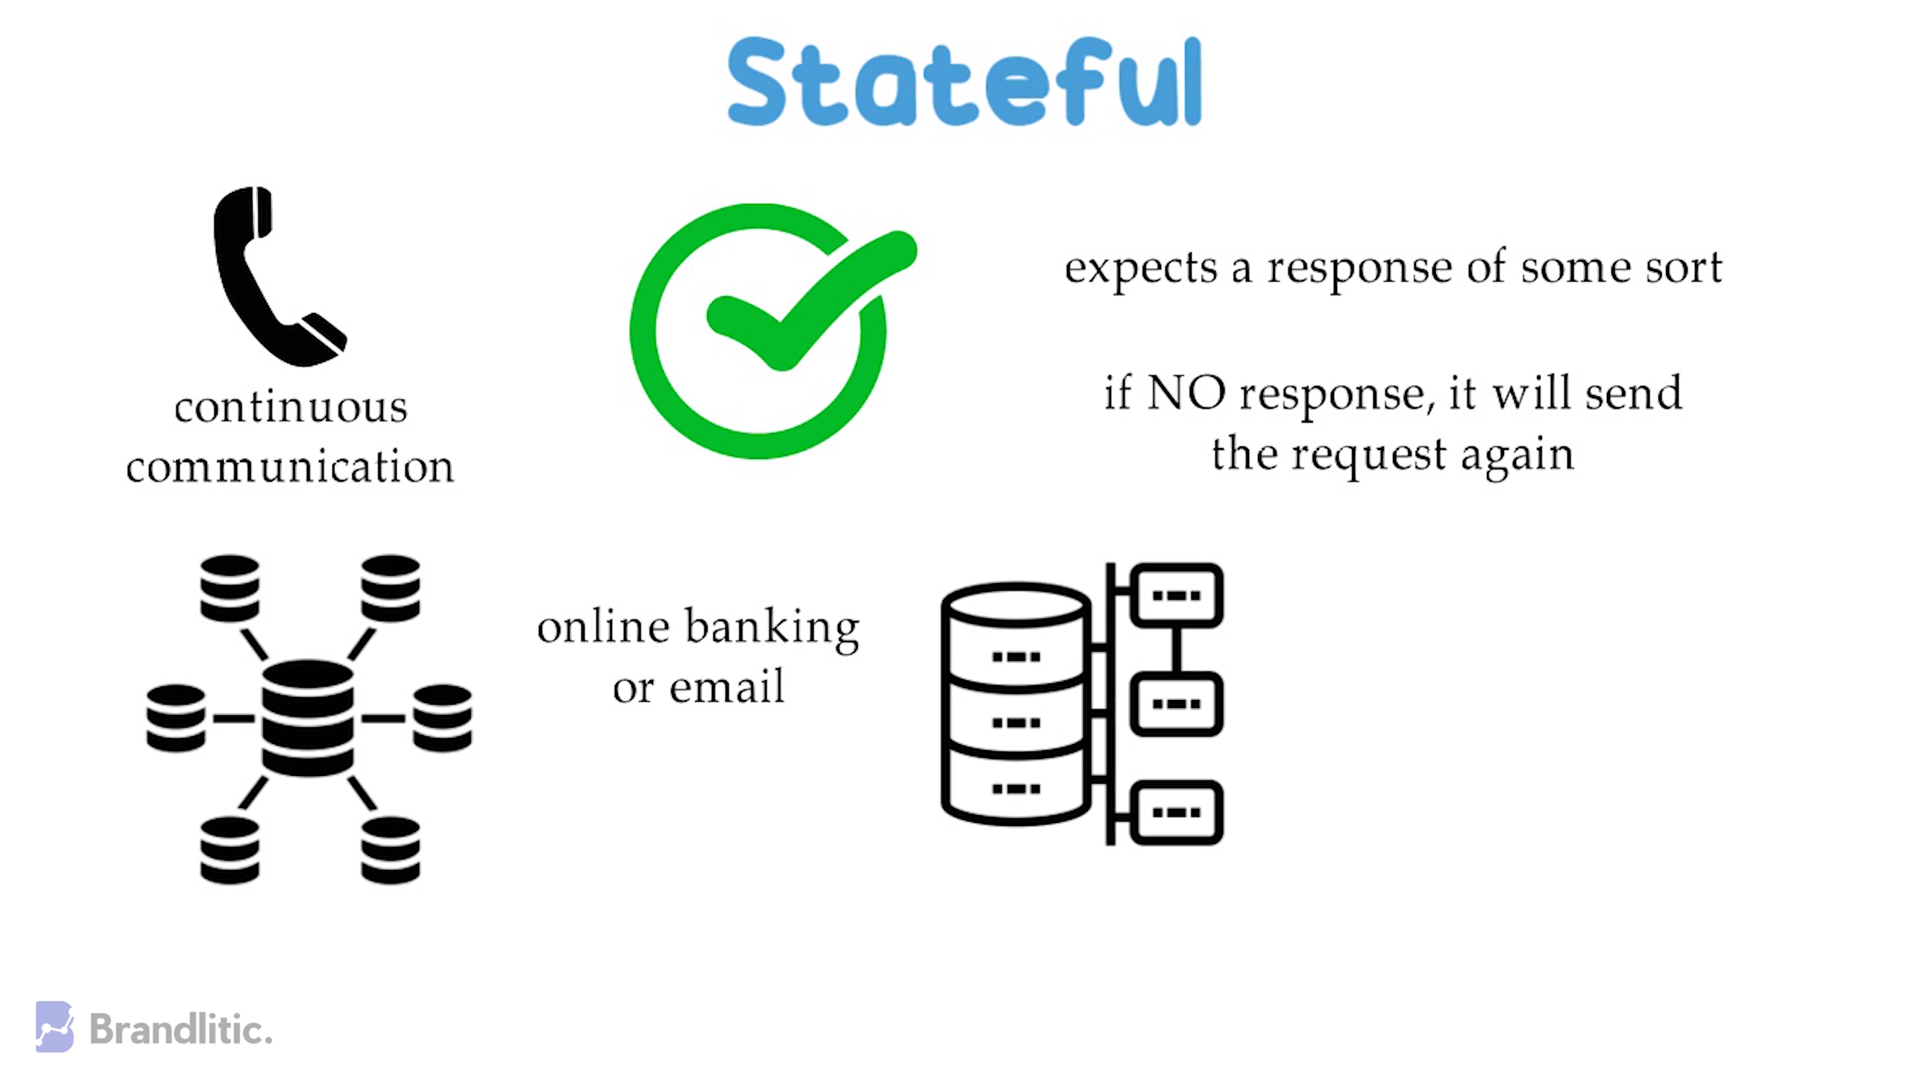 Stateful
continuous
communication
expects a response of some sort
if NO response, it will send
the request again
online banking
or email
Brandlitic.